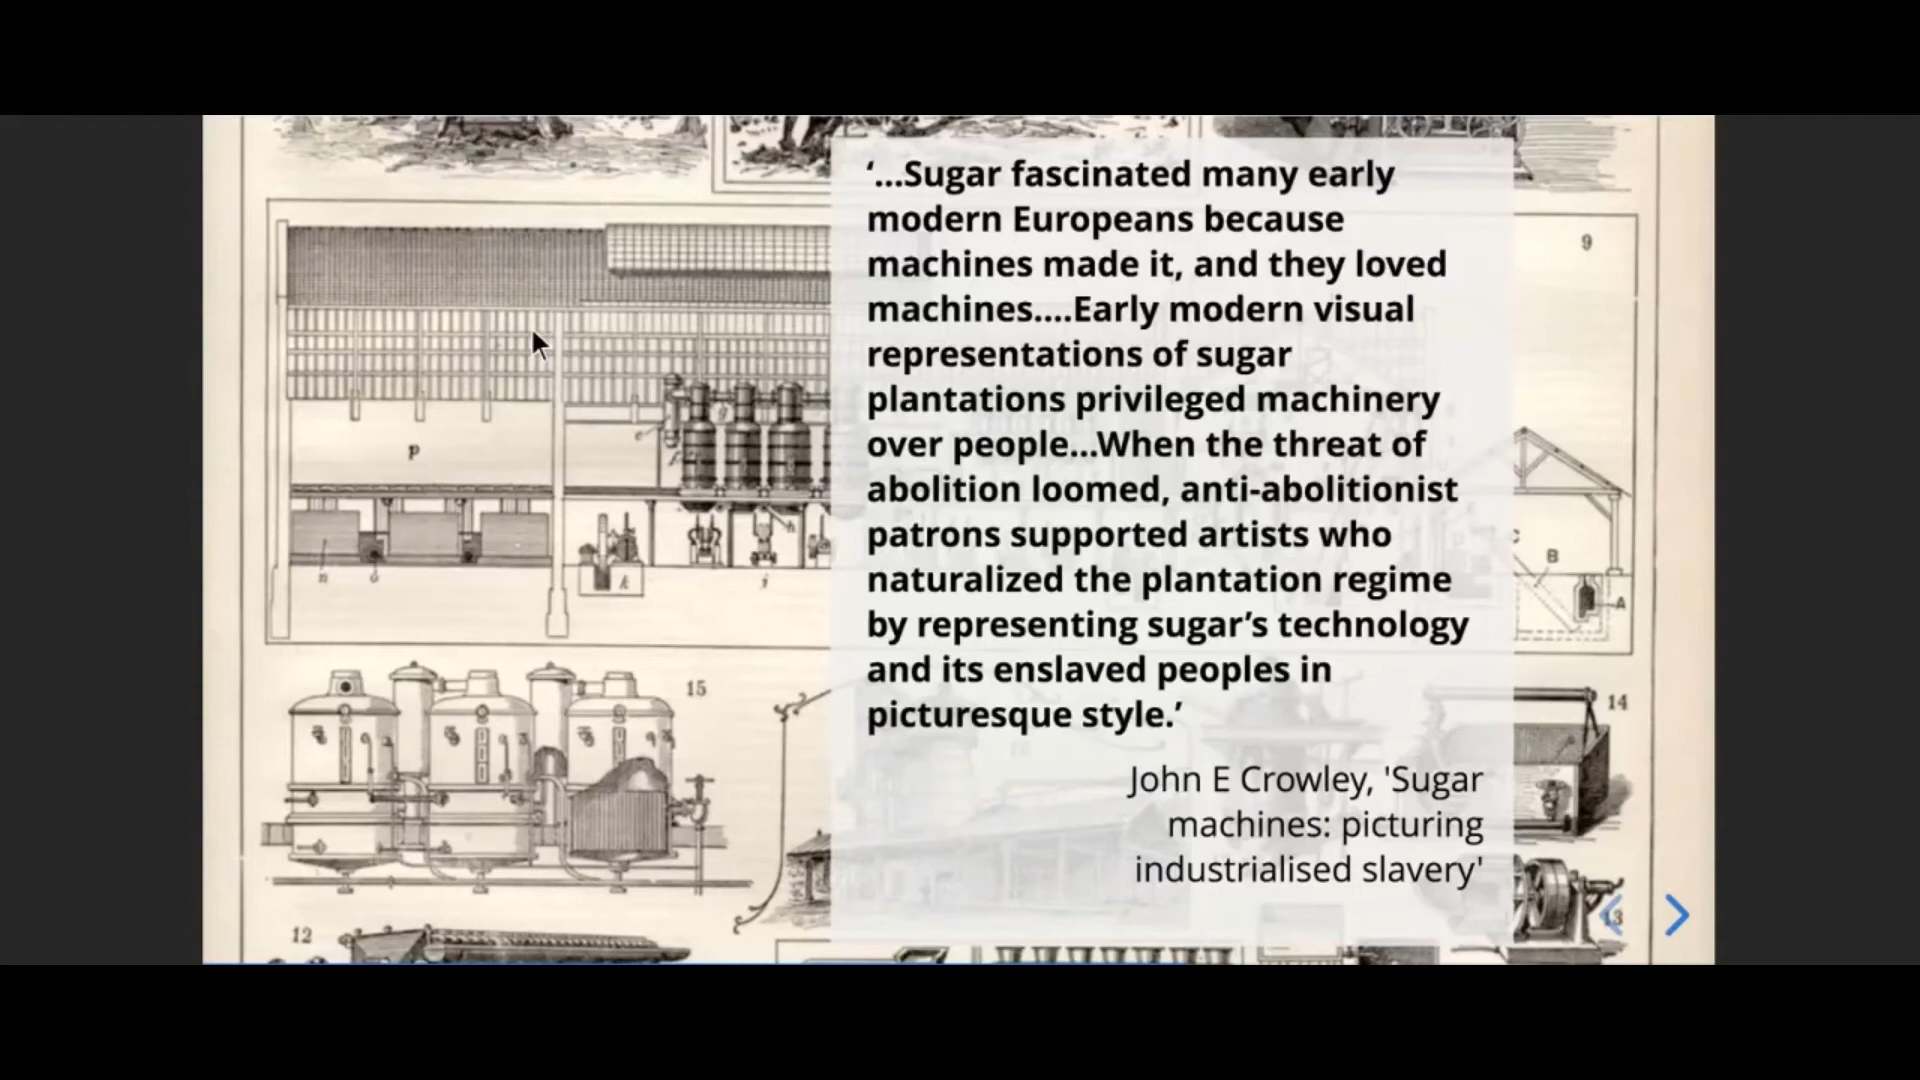 ‘...Sugar fascinated many early
modern Europeans because
machines made it, and they loved
machines....Early modern visual
representations of sugar
plantations privileged machinery
over people...When the threat of
abolition loomed, anti-abolitionist
patrons supported artists who
naturalized the plantation regime
by representing sugar’s technology
and its enslaved peoples in
picturesque style.’
John E Crowley, 'Sugar
machines: picturing
industrialised slavery'
9
p
g
e
f
h
n
o
k
i
C
B
A
15
14
12
13